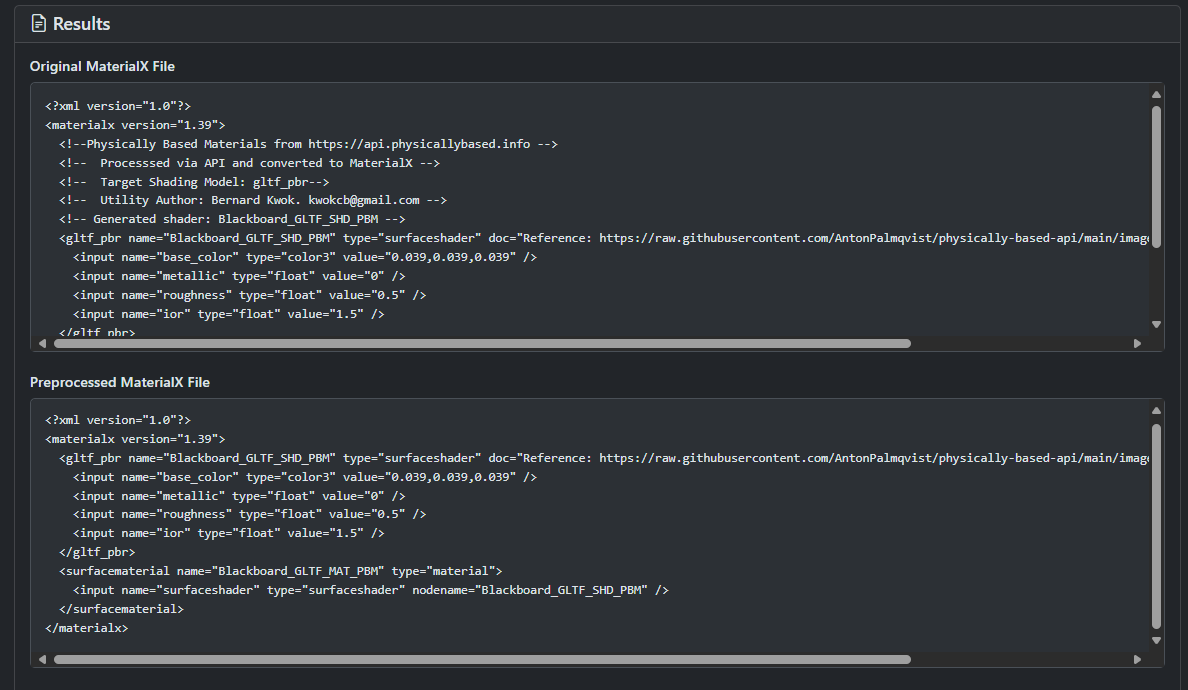 Results
Original MaterialX File
<?xml version="1.0"?>
<materialx version="1.39">
<!--Physically Based Materials from https://api.physicallybased.info -->
<!--  Processsed via API and converted to MaterialX -->
<!--  Target Shading Model: gltf_pbr-->
<!--  Utility Author: Bernard Kwok. kwokcb@gmail.com -->
<!-- Generated shader: Blackboard_GLTF_SHD_PBM -->
<gltf_pbr name="Blackboard_GLTF_SHD_PBM" type="surfaceshader" doc="Reference: https://raw.githubusercontent.com/AntonPalmqvist/physically-based-api/main/image
<input name="base_color" type="color3" value="0.039,0.039,0.039" />
<input name="metallic" type="float" value="0" />
<input name="roughness" type="float" value="0.5" />
<input name="ior" type="float" value="1.5" />
</gltf_pbr>
Preprocessed MaterialX File
<?xml version="1.0"?>
<materialx version="1.39">
<gltf_pbr name="Blackboard_GLTF_SHD_PBM" type="surfaceshader" doc="Reference: https://raw.githubusercontent.com/AntonPalmqvist/physically-based-api/main/image
<input name="base_color" type="color3" value="0.039,0.039,0.039" />
<input name="metallic" type="float" value="0" />
<input name="roughness" type="float" value="0.5" />
<input name="ior" type="float" value="1.5" />
</gltf_pbr>
<surfacematerial name="Blackboard_GLTF_MAT_PBM" type="material">
<input name="surfaceshader" type="surfaceshader" nodename="Blackboard_GLTF_SHD_PBM" />
</surfacematerial>
</materialx>